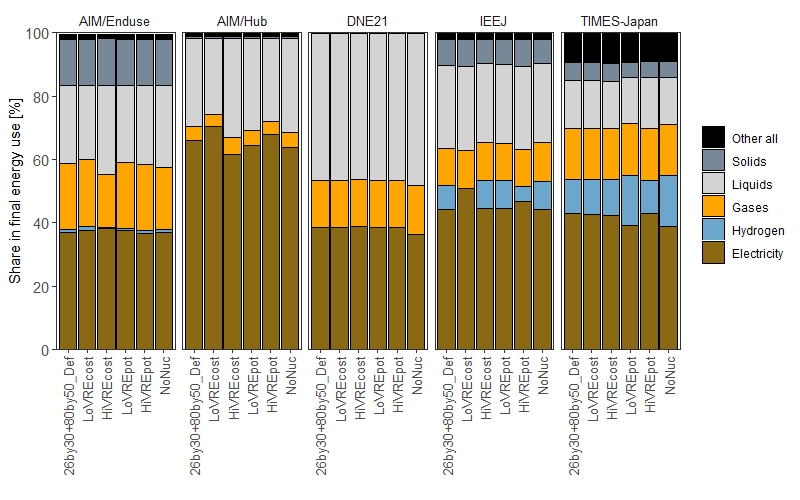 AIM/Enduse AIM/Hub DNE21 IEEJ TIMES-Japan
Share in final energy use [%]
100
80
60
40
20
0
Other all
Solids
Liquids
Gases
Hydrogen
Electricity
26by30+80by50_Def
LoVREcost
HiVREcost
LoVREpot
HiVREpot
NoNuc
26by30+80by50_Def
LoVREcost
HiVREcost
LoVREpot
HiVREpot
NoNuc
26by30+80by50_Def
LoVREcost
HiVREcost
LoVREpot
HiVREpot
NoNuc
26by30+80by50_Def
LoVREcost
HiVREcost
LoVREpot
HiVREpot
NoNuc
26by30+80by50_Def
LoVREcost
HiVREcost
LoVREpot
HiVREpot
NoNuc